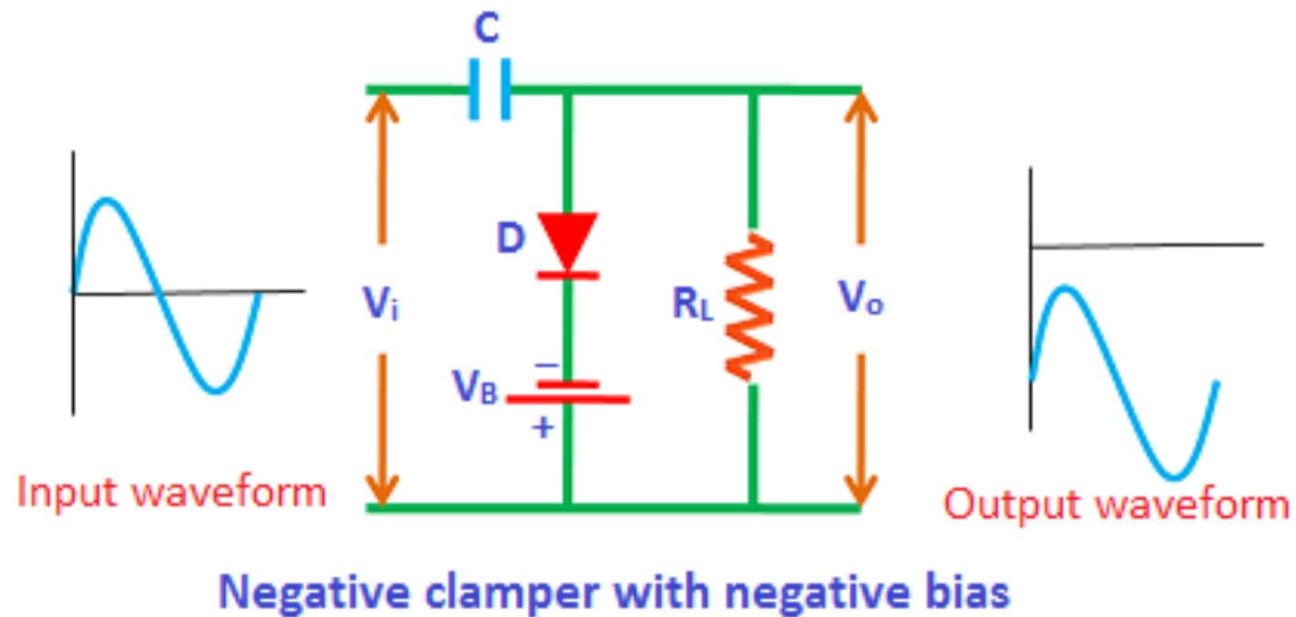 C
D
Vi
RL
Vo
–
VB
+
Input waveform
Output waveform
Negative clamper with negative bias